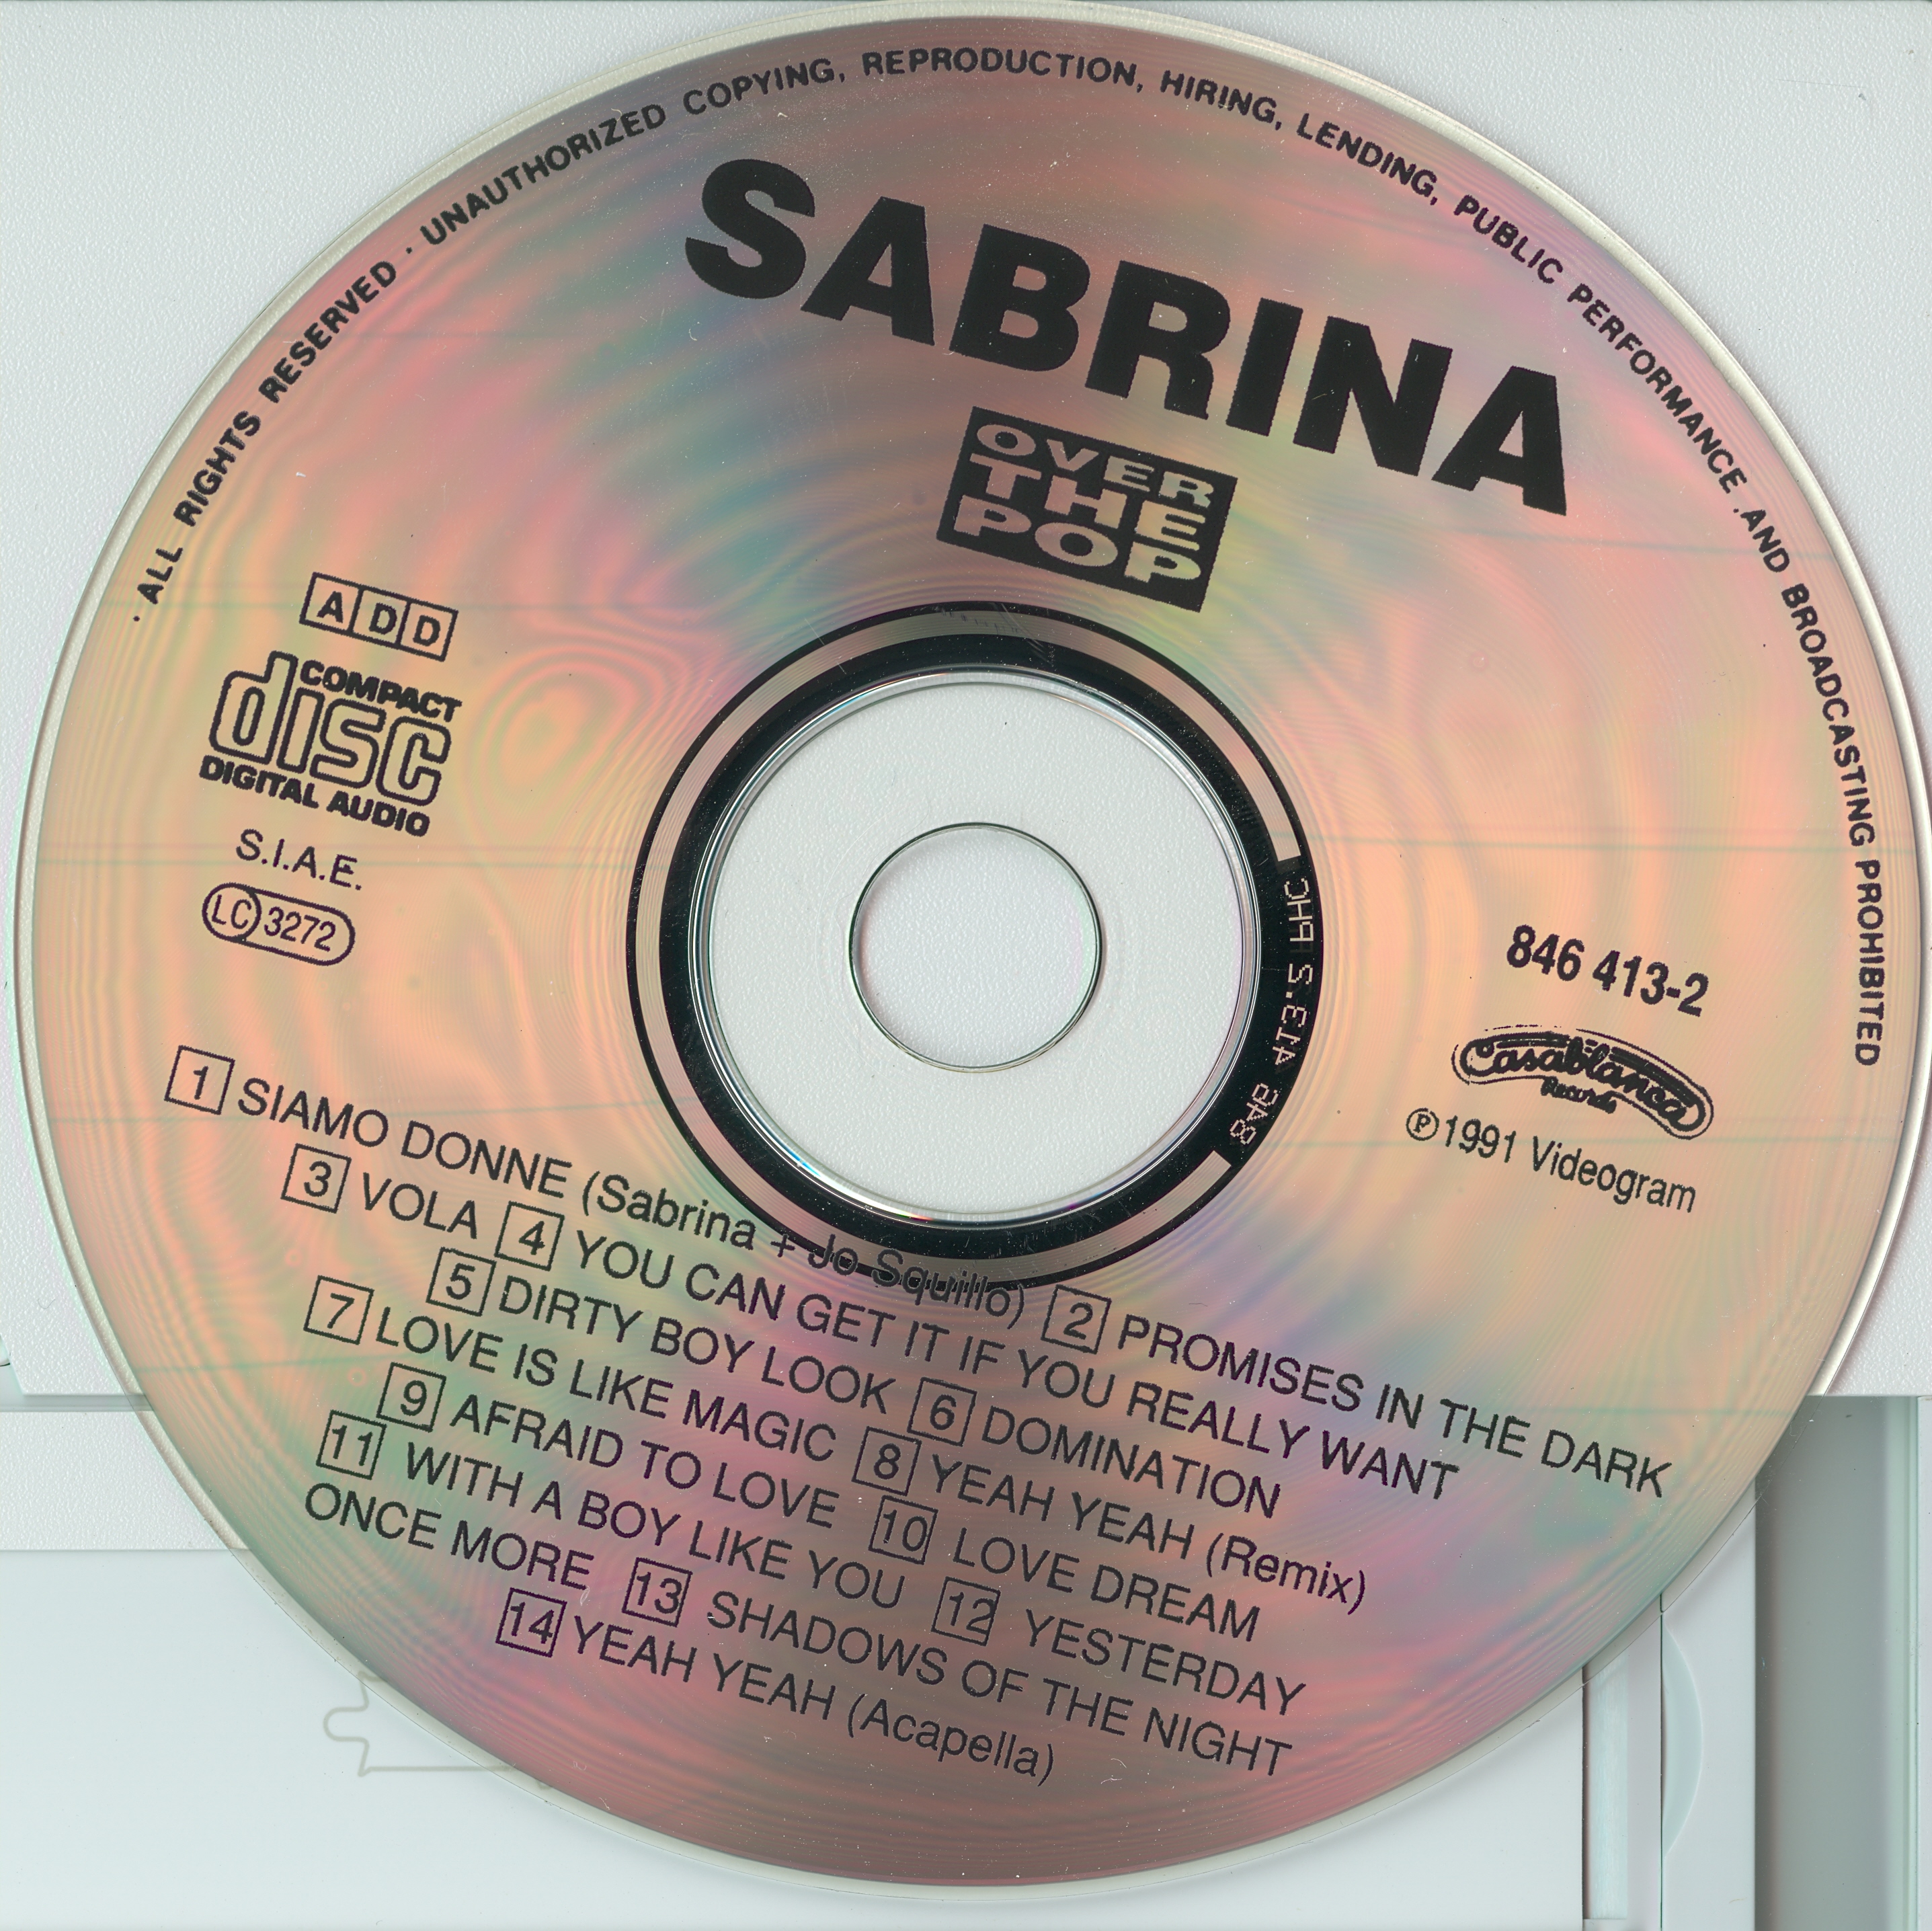 . ALL RIGHTS RESERVED · UNAUTHORIZED COPYING, REPRODUCTION, HIRING, LENDING, PUBLIC PERFORMANCE .AND BROADCASTING PROHIBITED
SABRINA
OVER
THE
POP
ADD
COMPACT
disc
DIGITAL AUDIO
S.I.A.E.
LC 3272
846 413-2
Casablanca
Records
℗1991 Videogram
846 413.2 AHC
1 SIAMO DONNE (Sabrina + Jo Squillo) 2 PROMISES IN THE DARK
3 VOLA 4 YOU CAN GET IT IF YOU REALLY WANT
5 DIRTY BOY LOOK 6 DOMINATION
7 LOVE IS LIKE MAGIC 8 YEAH YEAH (Remix)
9 AFRAID TO LOVE 10 LOVE DREAM
11 WITH A BOY LIKE YOU 12 YESTERDAY
ONCE MORE 13 SHADOWS OF THE NIGHT
14 YEAH YEAH (Acapella)